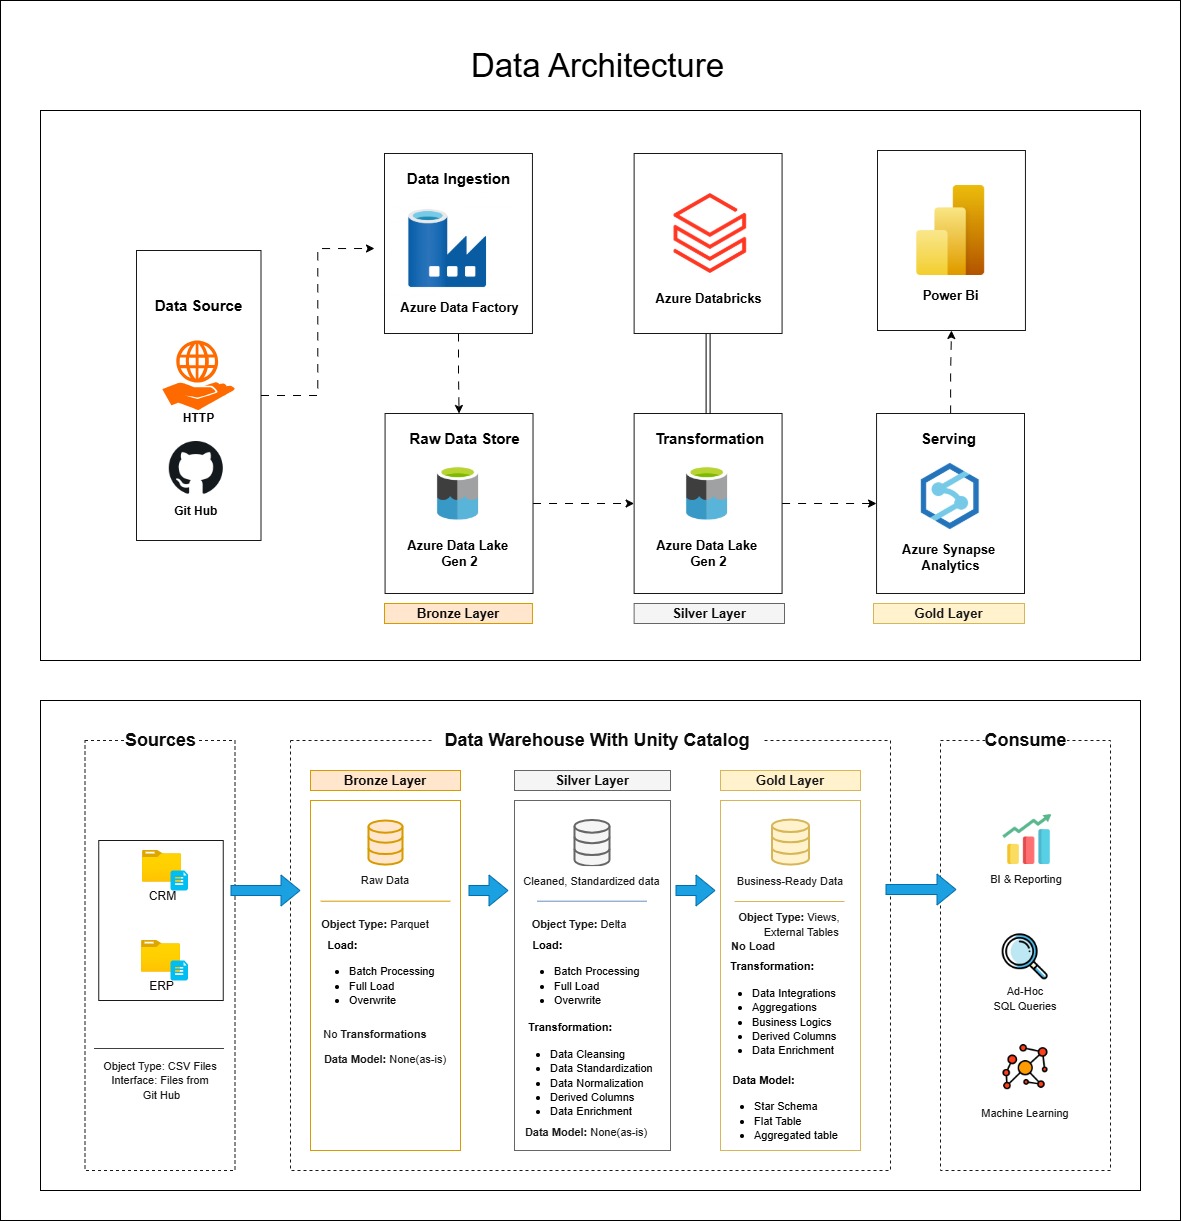 Data Architecture
Data Source
HTTP
Git Hub
Data Ingestion
Azure Data Factory
Azure Databricks
Power Bi
Raw Data Store
Azure Data Lake
Gen 2
Bronze Layer
Transformation
Azure Data Lake
Gen 2
Silver Layer
Serving
Azure Synapse
Analytics
Gold Layer
Sources
CRM
ERP
Object Type: CSV Files
Interface: Files from
Git Hub
Data Warehouse With Unity Catalog
Bronze Layer
Raw Data
Object Type: Parquet
Load:
• Batch Processing
• Full Load
• Overwrite
No Transformations
Data Model: None(as-is)
Silver Layer
Cleaned, Standardized data
Object Type: Delta
Load:
• Batch Processing
• Full Load
• Overwrite
Transformation:
• Data Cleansing
• Data Standardization
• Data Normalization
• Derived Columns
• Data Enrichment
Data Model: None(as-is)
Gold Layer
Business-Ready Data
Object Type: Views,
External Tables
No Load
Transformation:
• Data Integrations
• Aggregations
• Business Logics
• Derived Columns
• Data Enrichment
Data Model:
• Star Schema
• Flat Table
• Aggregated table
Consume
BI & Reporting
Ad-Hoc
SQL Queries
Machine Learning